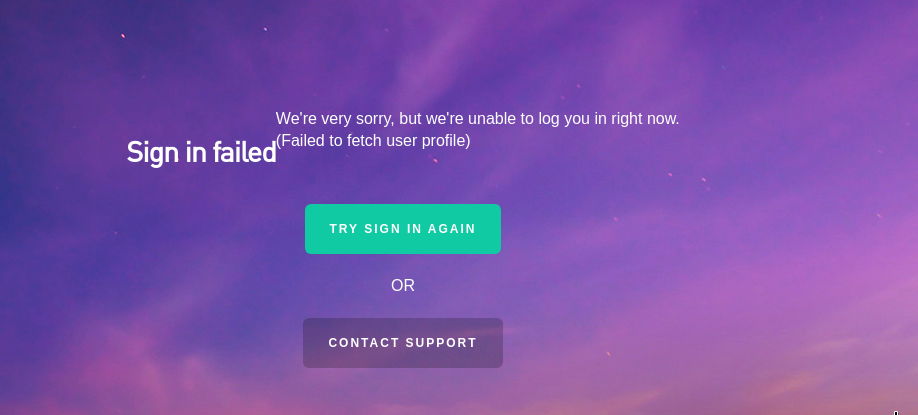 Sign in failed
We're very sorry, but we're unable to log you in right now.
(Failed to fetch user profile)
TRY SIGN IN AGAIN
OR
CONTACT SUPPORT